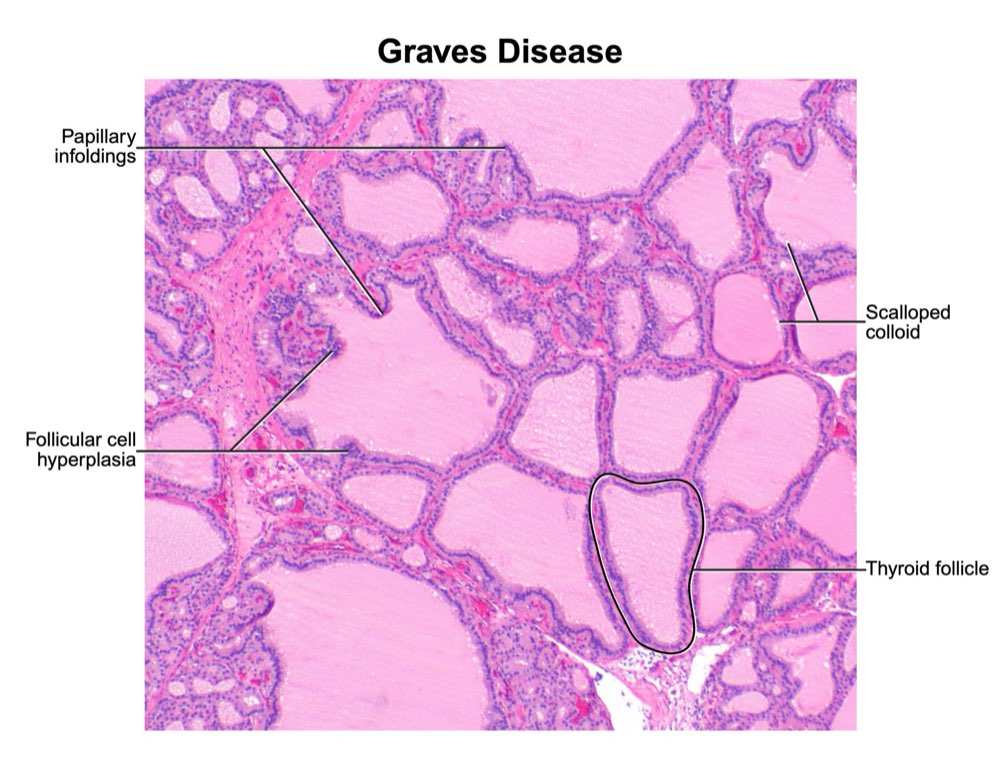 Graves Disease
Papillary
infoldings
Scalloped
colloid
Follicular cell
hyperplasia
Thyroid follicle